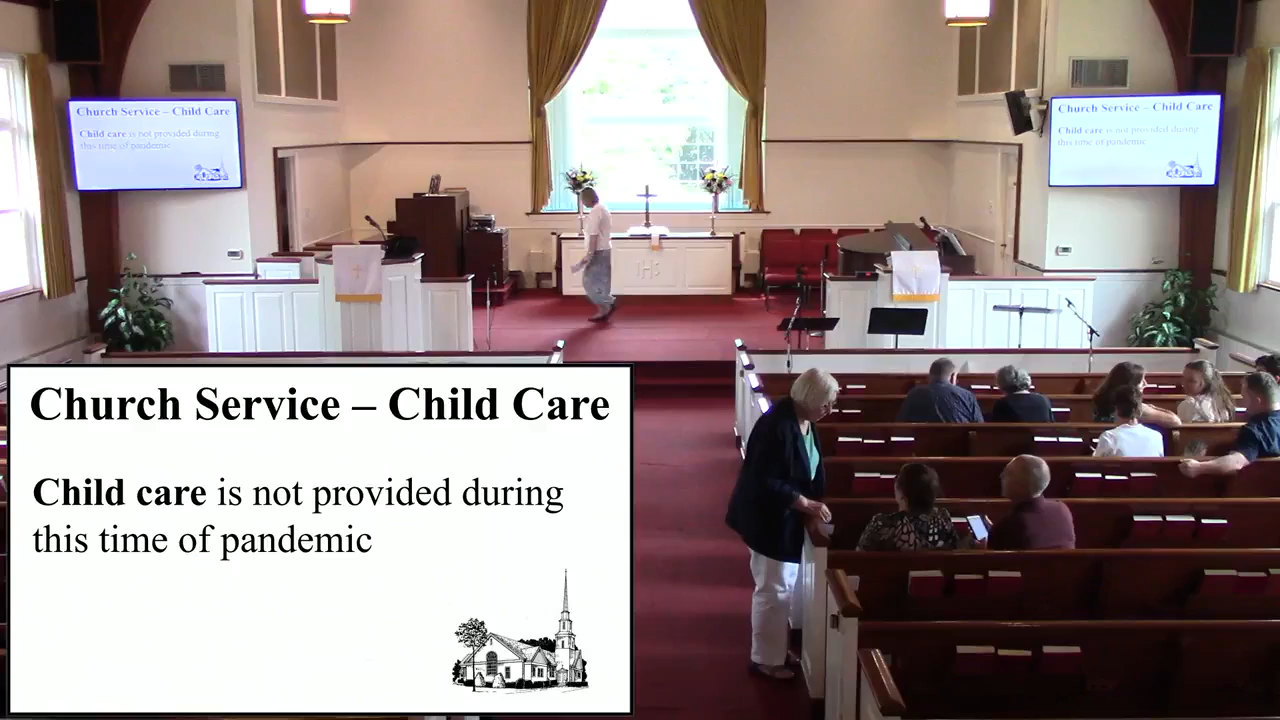 Church Service – Child Care
Child care is not provided during
this time of pandemic
Church Service – Child Care
Child care is not provided during
this time of pandemic
IHS
Church Service – Child Care
Child care is not provided during
this time of pandemic